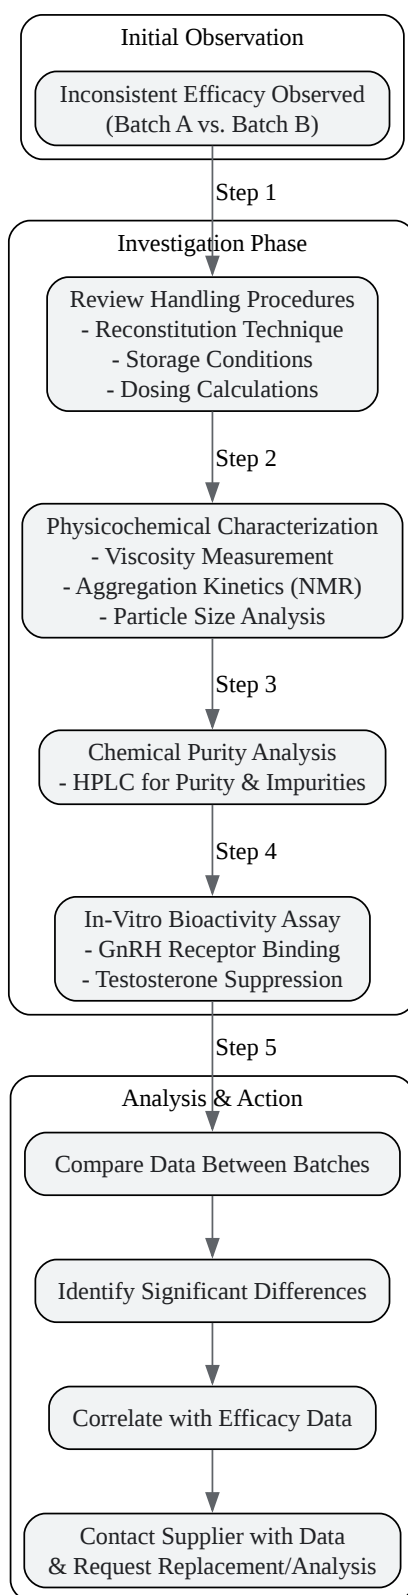 Initial Observation
Inconsistent Efficacy Observed
(Batch A vs. Batch B)
Step 1
Investigation Phase
Review Handling Procedures
- Reconstitution Technique
- Storage Conditions
- Dosing Calculations
Step 2
Physicochemical Characterization
- Viscosity Measurement
- Aggregation Kinetics (NMR)
- Particle Size Analysis
Step 3
Chemical Purity Analysis
- HPLC for Purity & Impurities
Step 4
In-Vitro Bioactivity Assay
- GnRH Receptor Binding
- Testosterone Suppression
Step 5
Analysis & Action
Compare Data Between Batches
Identify Significant Differences
Correlate with Efficacy Data
Contact Supplier with Data
& Request Replacement/Analysis